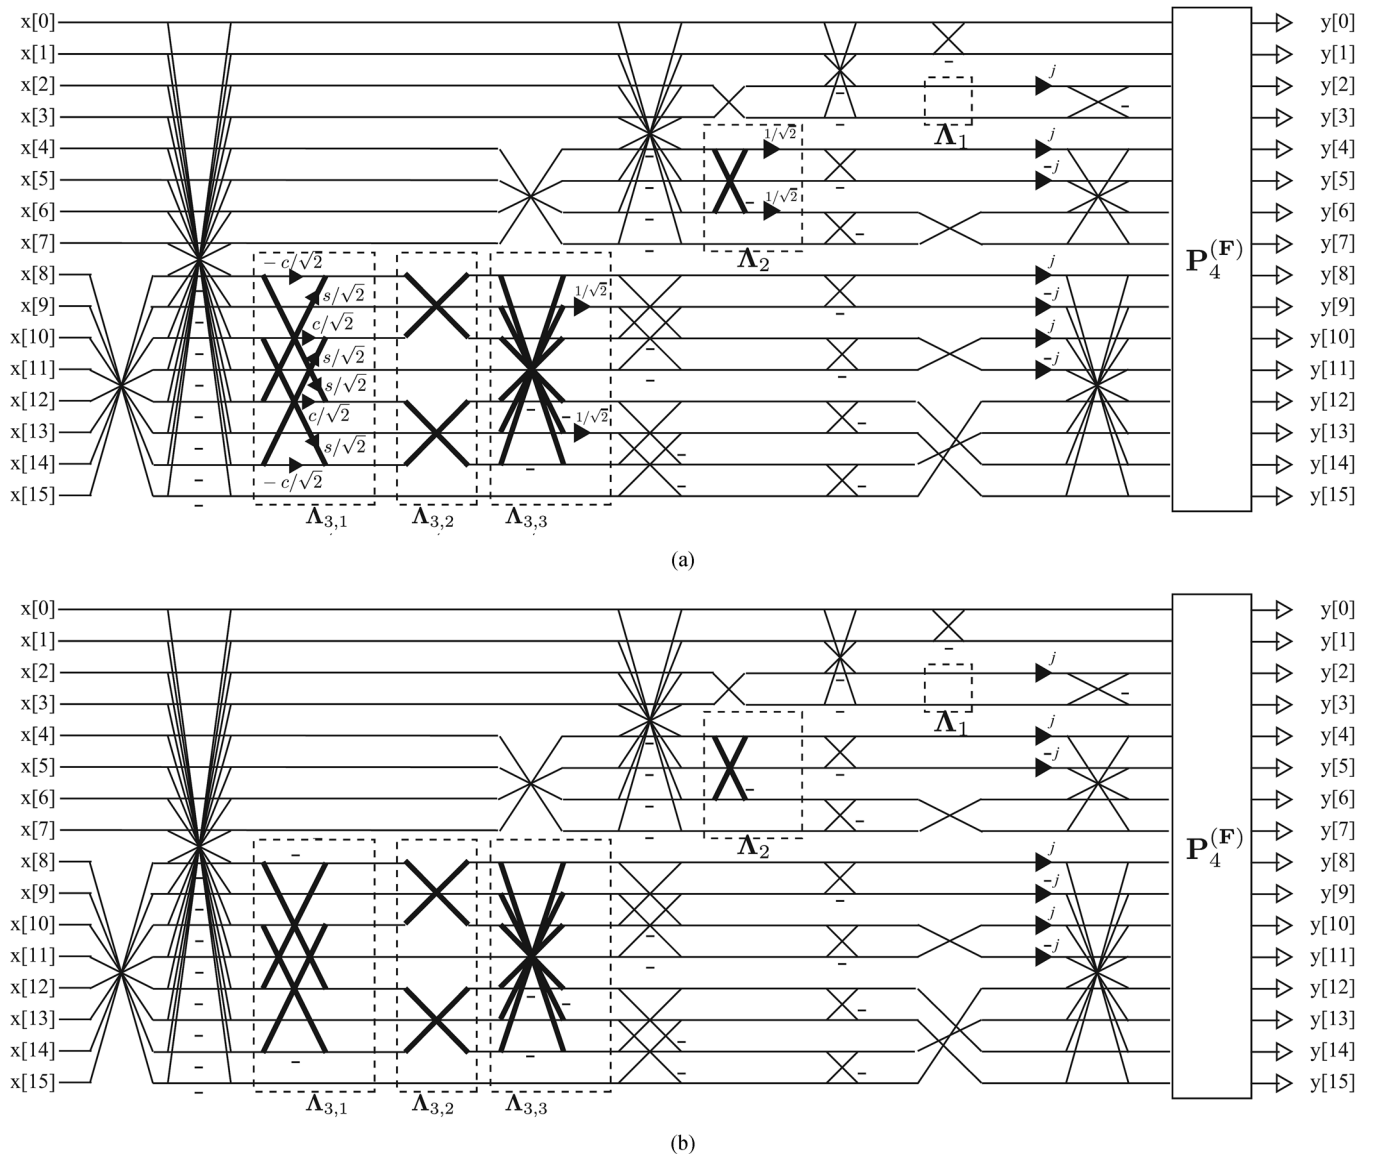 x[0] y[0]
x[1] y[1]
x[2] j y[2]
x[3] Λ1 y[3]
x[4] 1/√2 j y[4]
x[5] -j y[5]
x[6] 1/√2 y[6]
x[7] Λ2 y[7]
P4^(F)
x[8] -c/√2 j y[8]
x[9] s/√2 1/√2 -j y[9]
x[10] c/√2 j y[10]
x[11] s/√2 -j y[11]
x[12] s/√2 y[12]
x[13] c/√2 -1/√2 y[13]
x[14] s/√2 y[14]
x[15] -c/√2 y[15]
Λ3,1 Λ3,2 Λ3,3
(a)
x[0] y[0]
x[1] y[1]
x[2] j y[2]
x[3] Λ1 y[3]
x[4] j y[4]
x[5] -j y[5]
x[6] y[6]
x[7] Λ2 y[7]
P4^(F)
x[8] j y[8]
x[9] -j y[9]
x[10] j y[10]
x[11] -j y[11]
x[12] y[12]
x[13] y[13]
x[14] y[14]
x[15] y[15]
Λ3,1 Λ3,2 Λ3,3
(b)